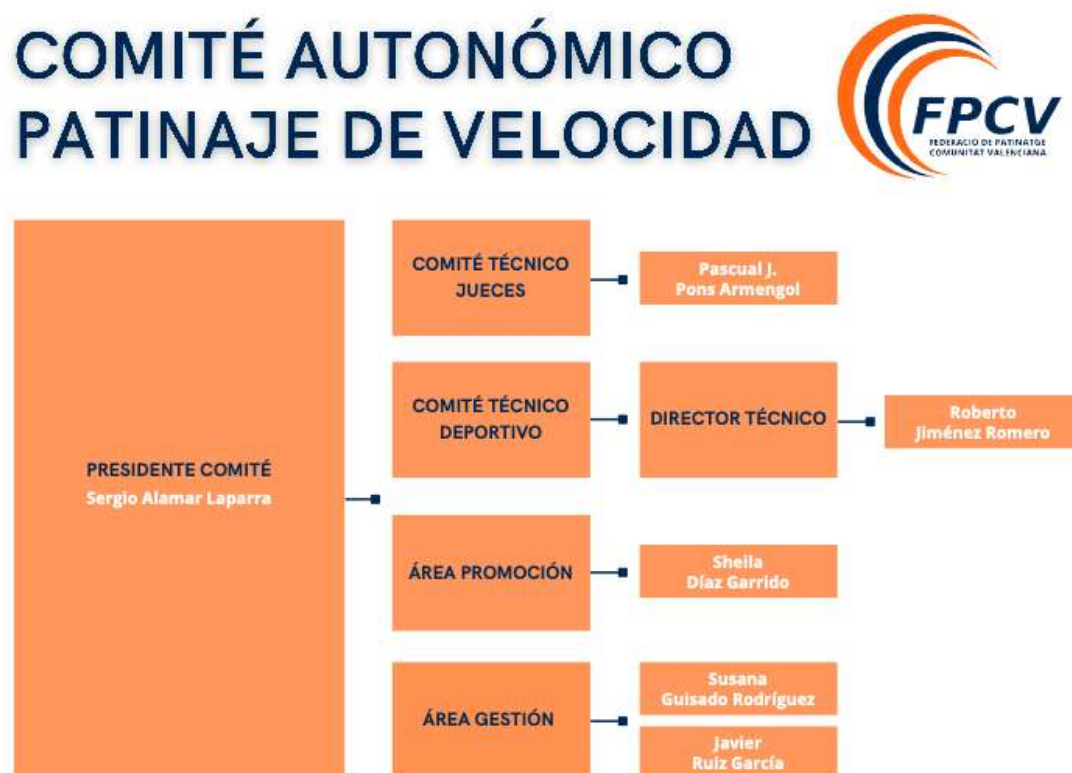 COMITÉ AUTONÓMICO
PATINAJE DE VELOCIDAD
FPCV
FEDERACIÓ DE PATINATGE
COMUNITAT VALENCIANA
PRESIDENTE COMITÉ
Sergio Alamar Laparra
COMITÉ TÉCNICO
JUECES
Pascual J.
Pons Armengol
COMITÉ TÉCNICO
DEPORTIVO
DIRECTOR TÉCNICO
Roberto
Jiménez Romero
ÁREA PROMOCIÓN
Sheila
Díaz Garrido
ÁREA GESTIÓN
Susana
Guisado Rodríguez
Javier
Ruiz García